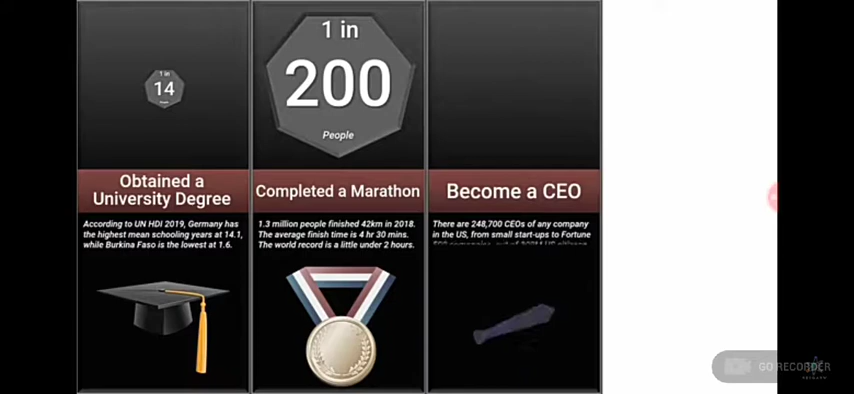 1 in
14
People
Obtained a
University Degree
According to UN HDI 2019, Germany has
the highest mean schooling years at 14.1,
while Burkina Faso is the lowest at 1.6.
1 in
200
People
Completed a Marathon
1.3 million people finished 42km in 2018.
The average finish time is 4 hr 30 mins.
The world record is a little under 2 hours.
Become a CEO
There are 248,700 CEOs of any company
in the US, from small start-ups to Fortune
GO RECORDER